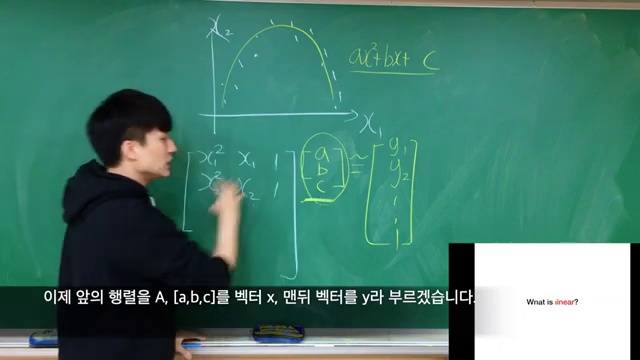 x₂
ax²+bx+ c
x₁
x₁² x₁ 1 a ≈ y₁
x₂² x₂ 1 b y₂
c
이제 앞의 행렬을 A, [a,b,c]를 벡터 x, 맨뒤 벡터를 y라 부르겠습니다.
What is linear?